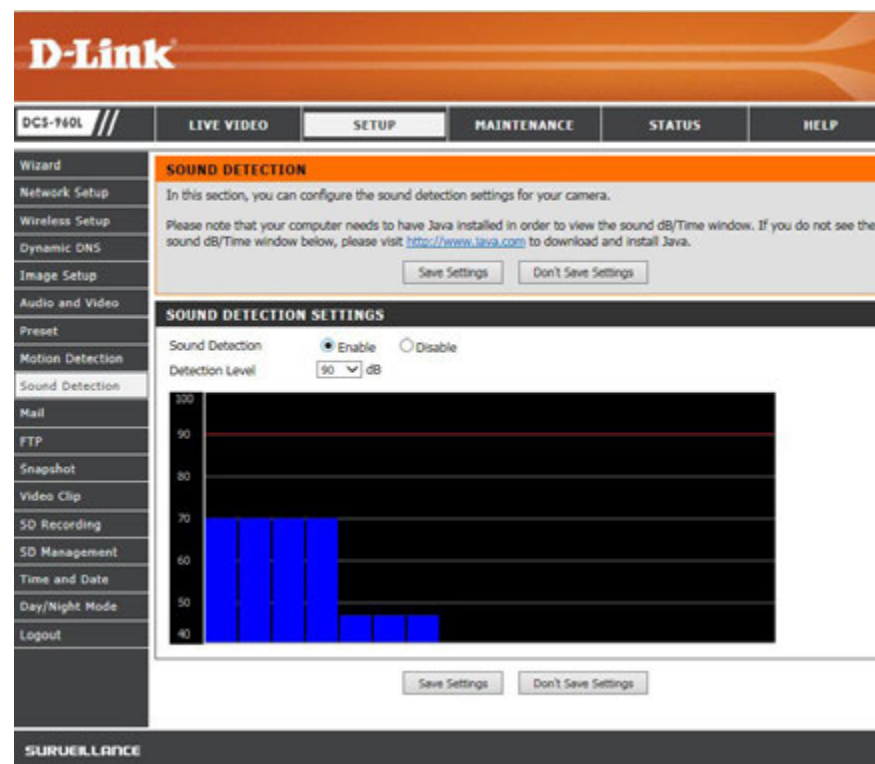 D-Link
DCS-960L
LIVE VIDEO
SETUP
MAINTENANCE
STATUS
HELP
Wizard
Network Setup
Wireless Setup
Dynamic DNS
Image Setup
Audio and Video
Preset
Motion Detection
Sound Detection
Mail
FTP
Snapshot
Video Clip
SD Recording
SD Management
Time and Date
Day/Night Mode
Logout
SOUND DETECTION
In this section, you can configure the sound detection settings for your camera.
Please note that your computer needs to have Java installed in order to view the sound dB/Time window. If you do not see the
sound dB/Time window below, please visit http://www.java.com to download and install Java.
Save Settings
Don't Save Settings
SOUND DETECTION SETTINGS
Sound Detection
Enable
Disable
Detection Level
90 dB
100
90
80
70
60
50
40
Save Settings
Don't Save Settings
SURVEILLANCE